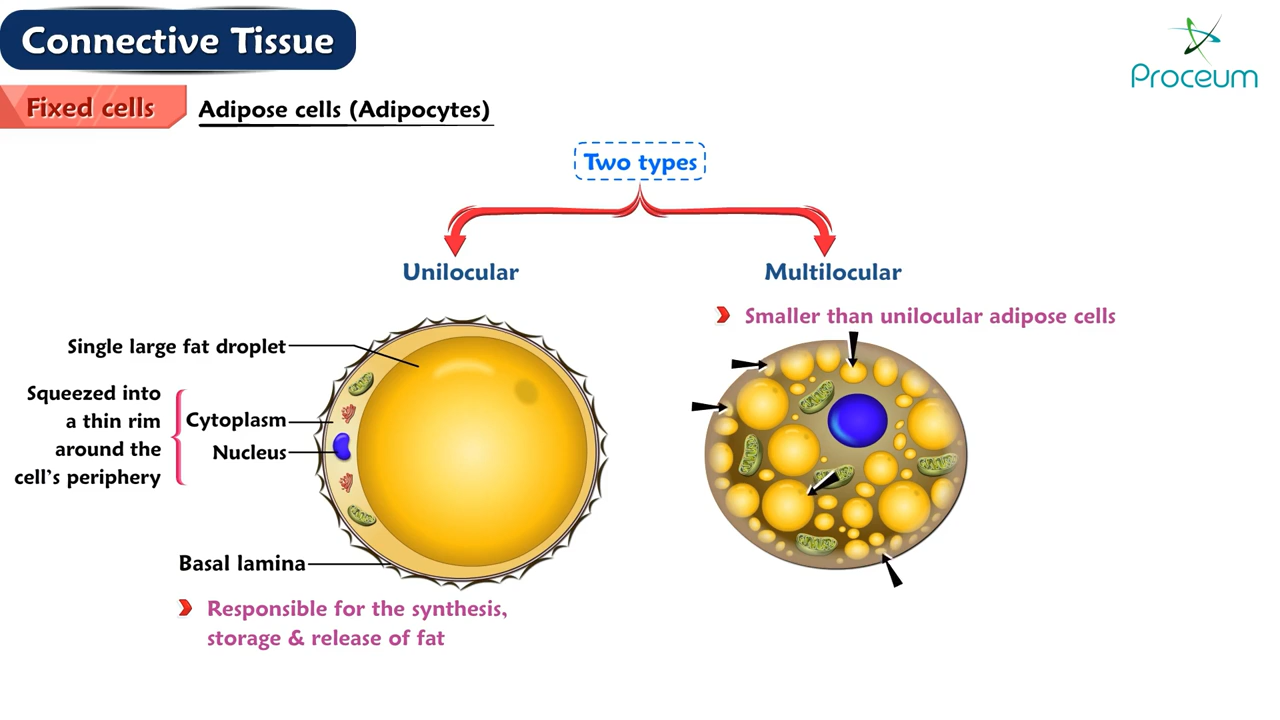 Connective Tissue
Proceum
Fixed cells
Adipose cells (Adipocytes)
Two types
Unilocular
Multilocular
Smaller than unilocular adipose cells
Single large fat droplet
Squeezed into
a thin rim
around the
cell's periphery
Cytoplasm
Nucleus
Basal lamina
Responsible for the synthesis,
storage & release of fat